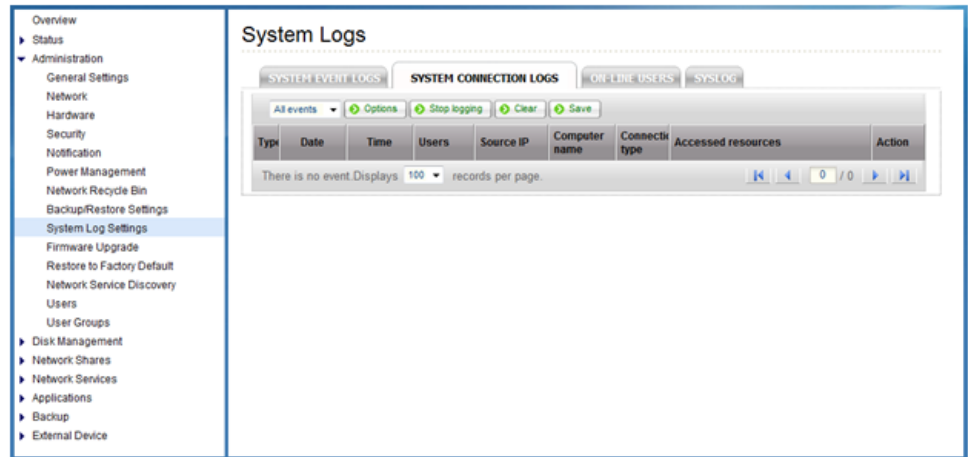 Overview
Status
Administration
General Settings
Network
Hardware
Security
Notification
Power Management
Network Recycle Bin
Backup/Restore Settings
System Log Settings
Firmware Upgrade
Restore to Factory Default
Network Service Discovery
Users
User Groups
Disk Management
Network Shares
Network Services
Applications
Backup
External Device
System Logs
SYSTEM EVENT LOGS SYSTEM CONNECTION LOGS ON-LINE USERS SYSLOG
All events Options Stop logging Clear Save
Type Date Time Users Source IP Computer name Connectio type Accessed resources Action
There is no event.Displays 100 records per page. 0 / 0